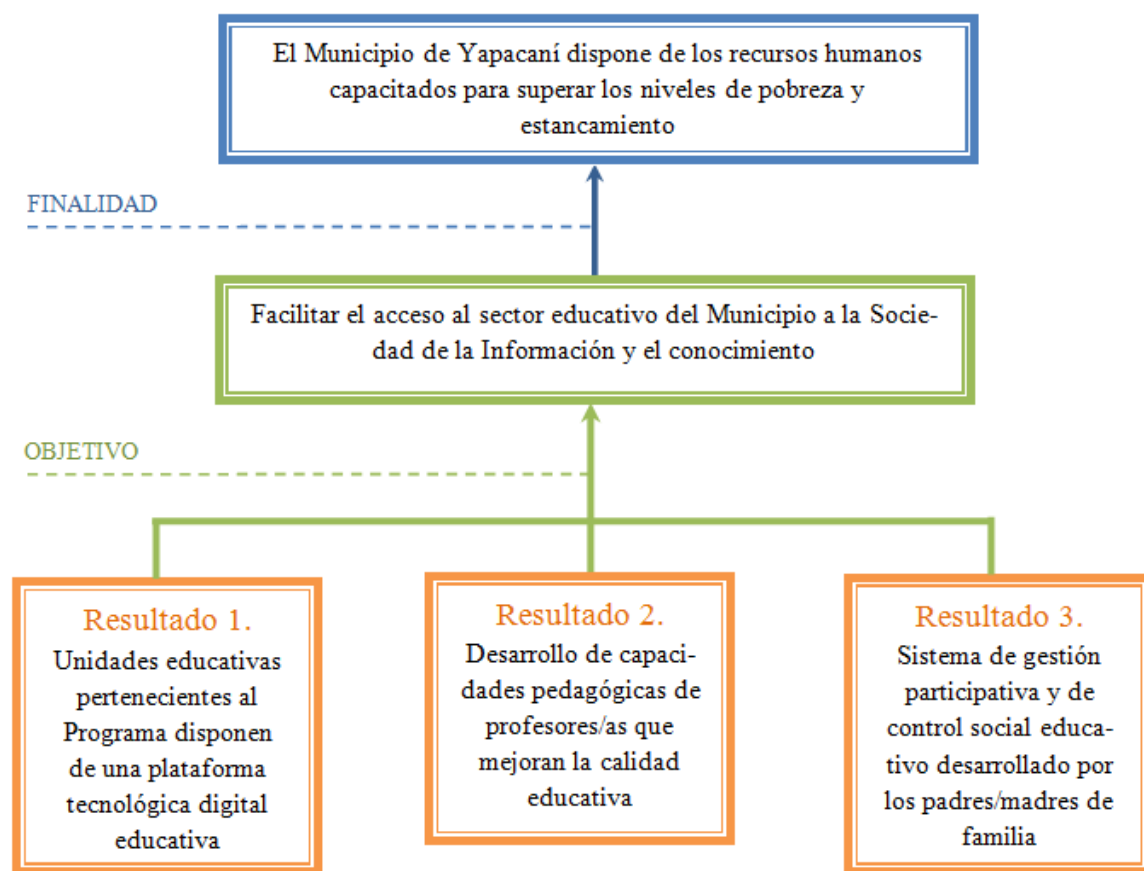 El Municipio de Yapacaní dispone de los recursos humanos
capacitados para superar los niveles de pobreza y
estancamiento
FINALIDAD
Facilitar el acceso al sector educativo del Municipio a la Socie-
dad de la Información y el conocimiento
OBJETIVO
Resultado 1.
Unidades educativas
pertenecientes al
Programa disponen
de una plataforma
tecnológica digital
educativa
Resultado 2.
Desarrollo de capaci-
dades pedagógicas de
profesores/as que
mejoran la calidad
educativa
Resultado 3.
Sistema de gestión
participativa y de
control social educa-
tivo desarrollado por
los padres/madres de
familia